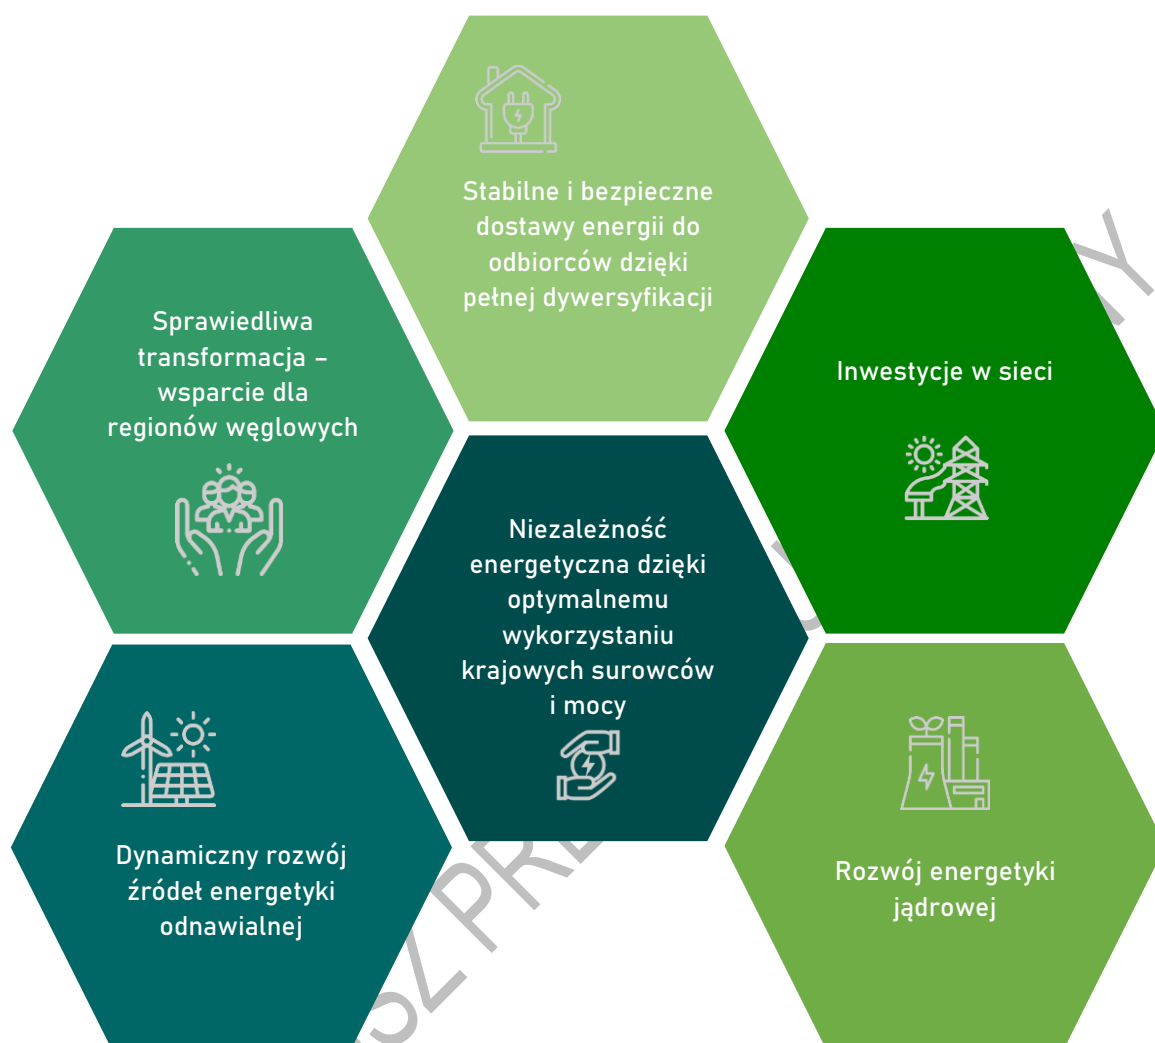 Stabilne i bezpieczne
dostawy energii do
odbiorców dzięki
pełnej dywersyfikacji
Sprawiedliwa
transformacja –
wsparcie dla
regionów węglowych
Inwestycje w sieci
Niezależność
energetyczna dzięki
optymalnemu
wykorzystaniu
krajowych surowców
i mocy
Dynamiczny rozwój
źródeł energetyki
odnawialnej
Rozwój energetyki
jądrowej